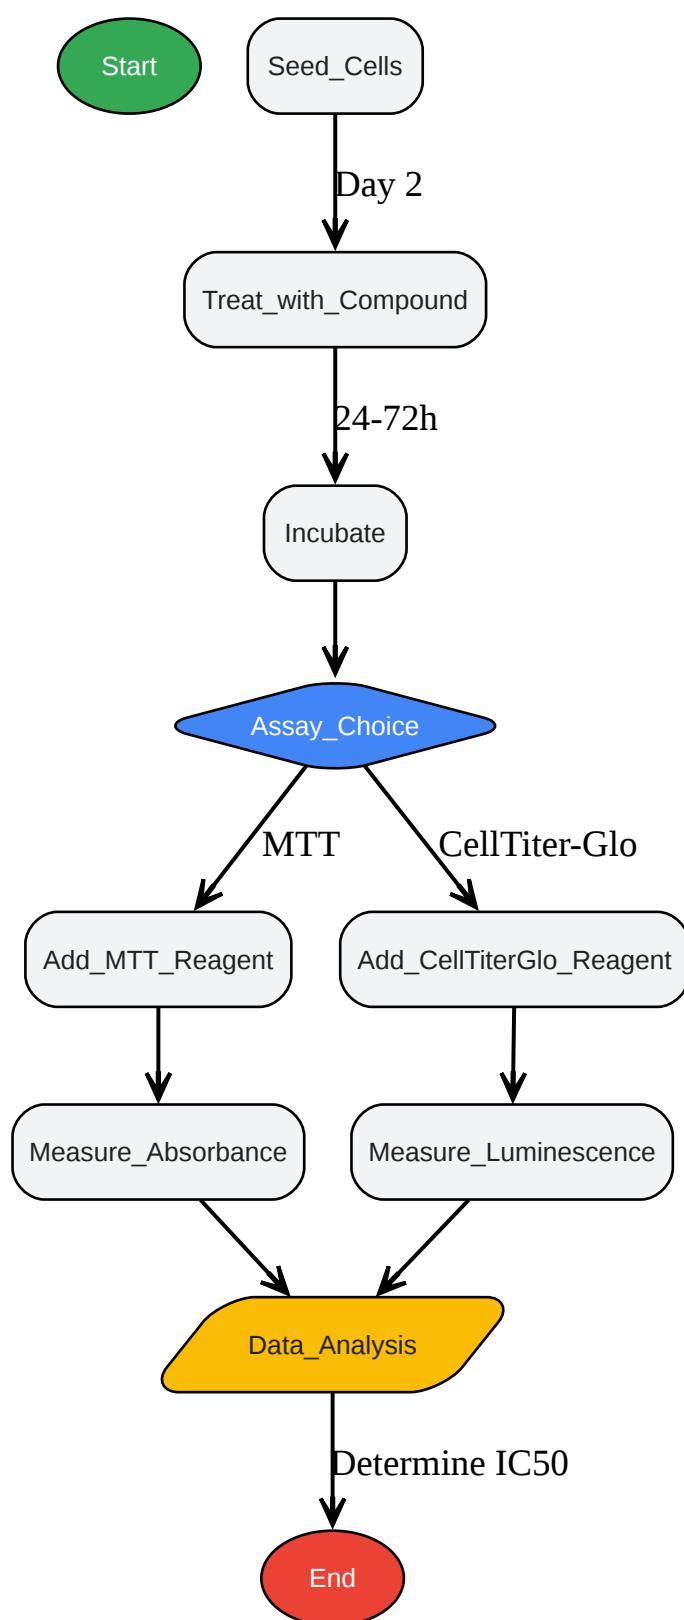 Start
Seed_Cells
Day 2
Treat_with_Compound
24-72h
Incubate
Assay_Choice
MTT
CellTiter-Glo
Add_MTT_Reagent
Add_CellTiterGlo_Reagent
Measure_Absorbance
Measure_Luminescence
Data_Analysis
Determine IC50
End